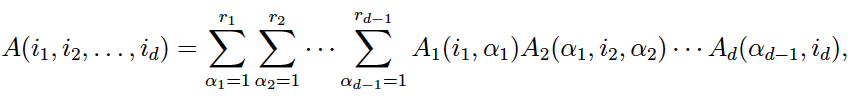 A(i_1, i_2, \ldots, i_d) = \sum_{\alpha_1=1}^{r_1} \sum_{\alpha_2=1}^{r_2} \cdots \sum_{\alpha_{d-1}=1}^{r_{d-1}} A_1(i_1, \alpha_1) A_2(\alpha_1, i_2, \alpha_2) \cdots A_d(\alpha_{d-1}, i_d),